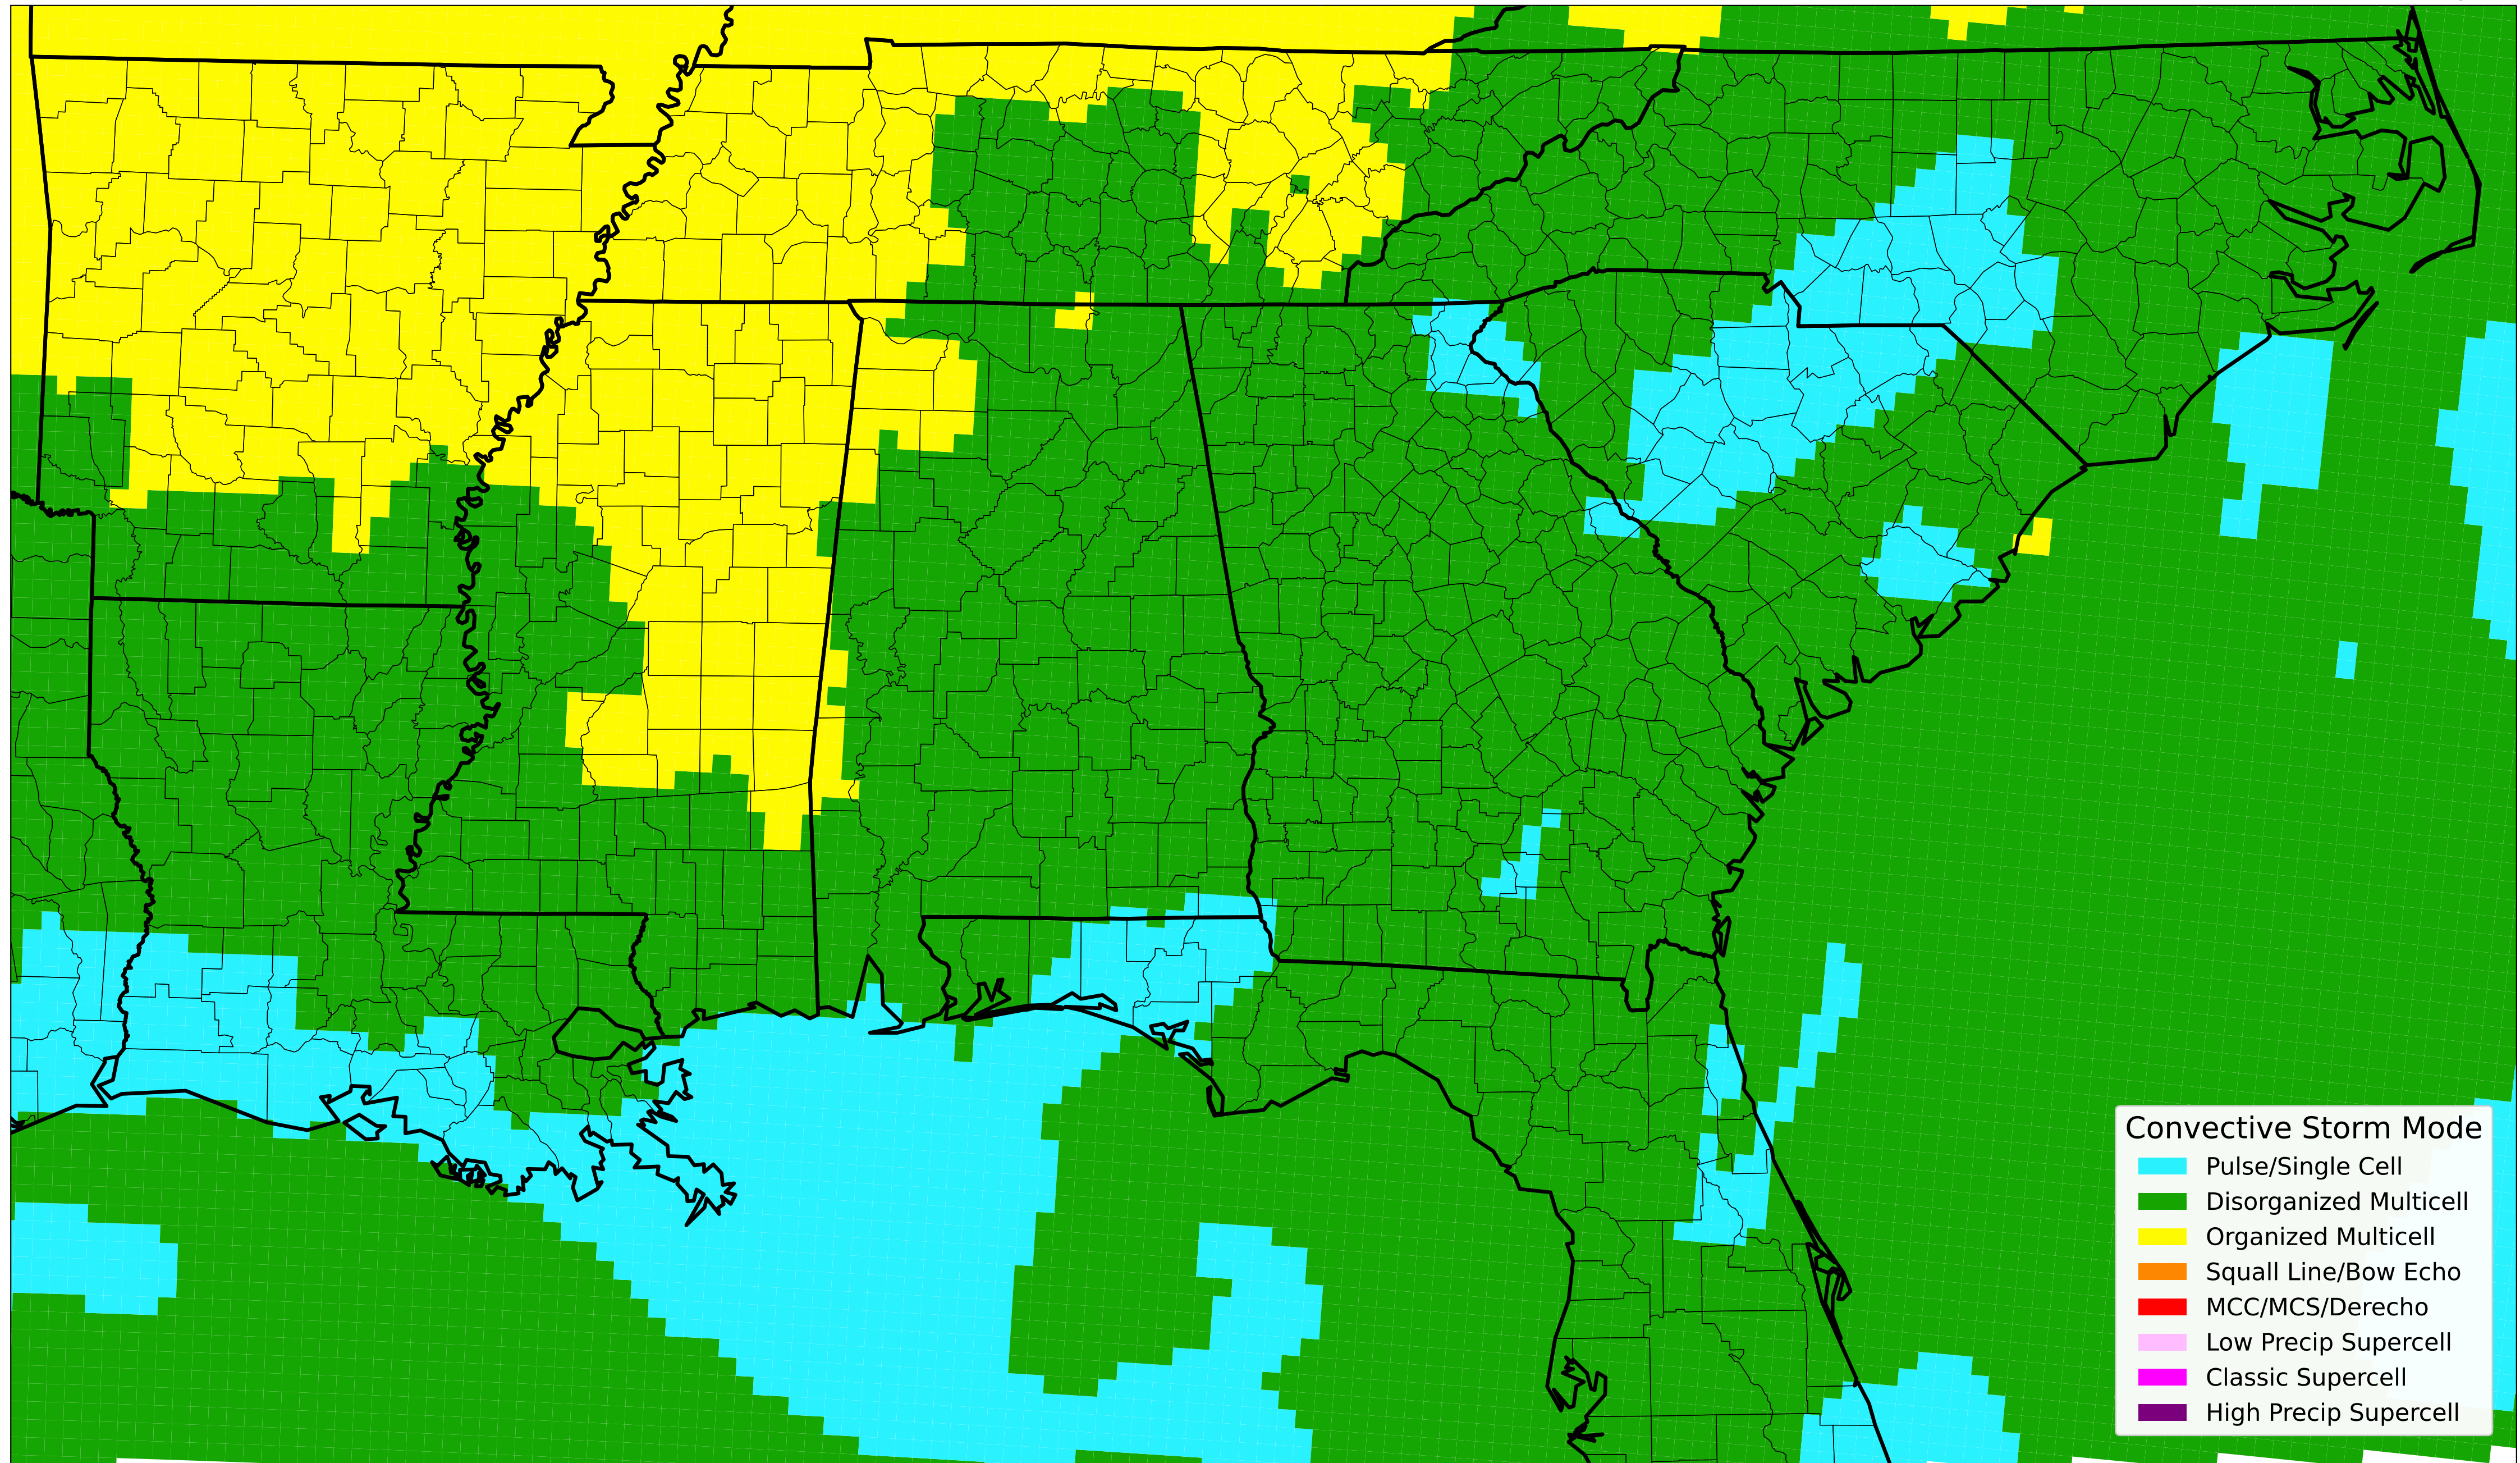 Convective Storm Mode
Pulse/Single Cell
Disorganized Multicell
Organized Multicell
Squall Line/Bow Echo
MCC/MCS/Derecho
Low Precip Supercell
Classic Supercell
High Precip Supercell